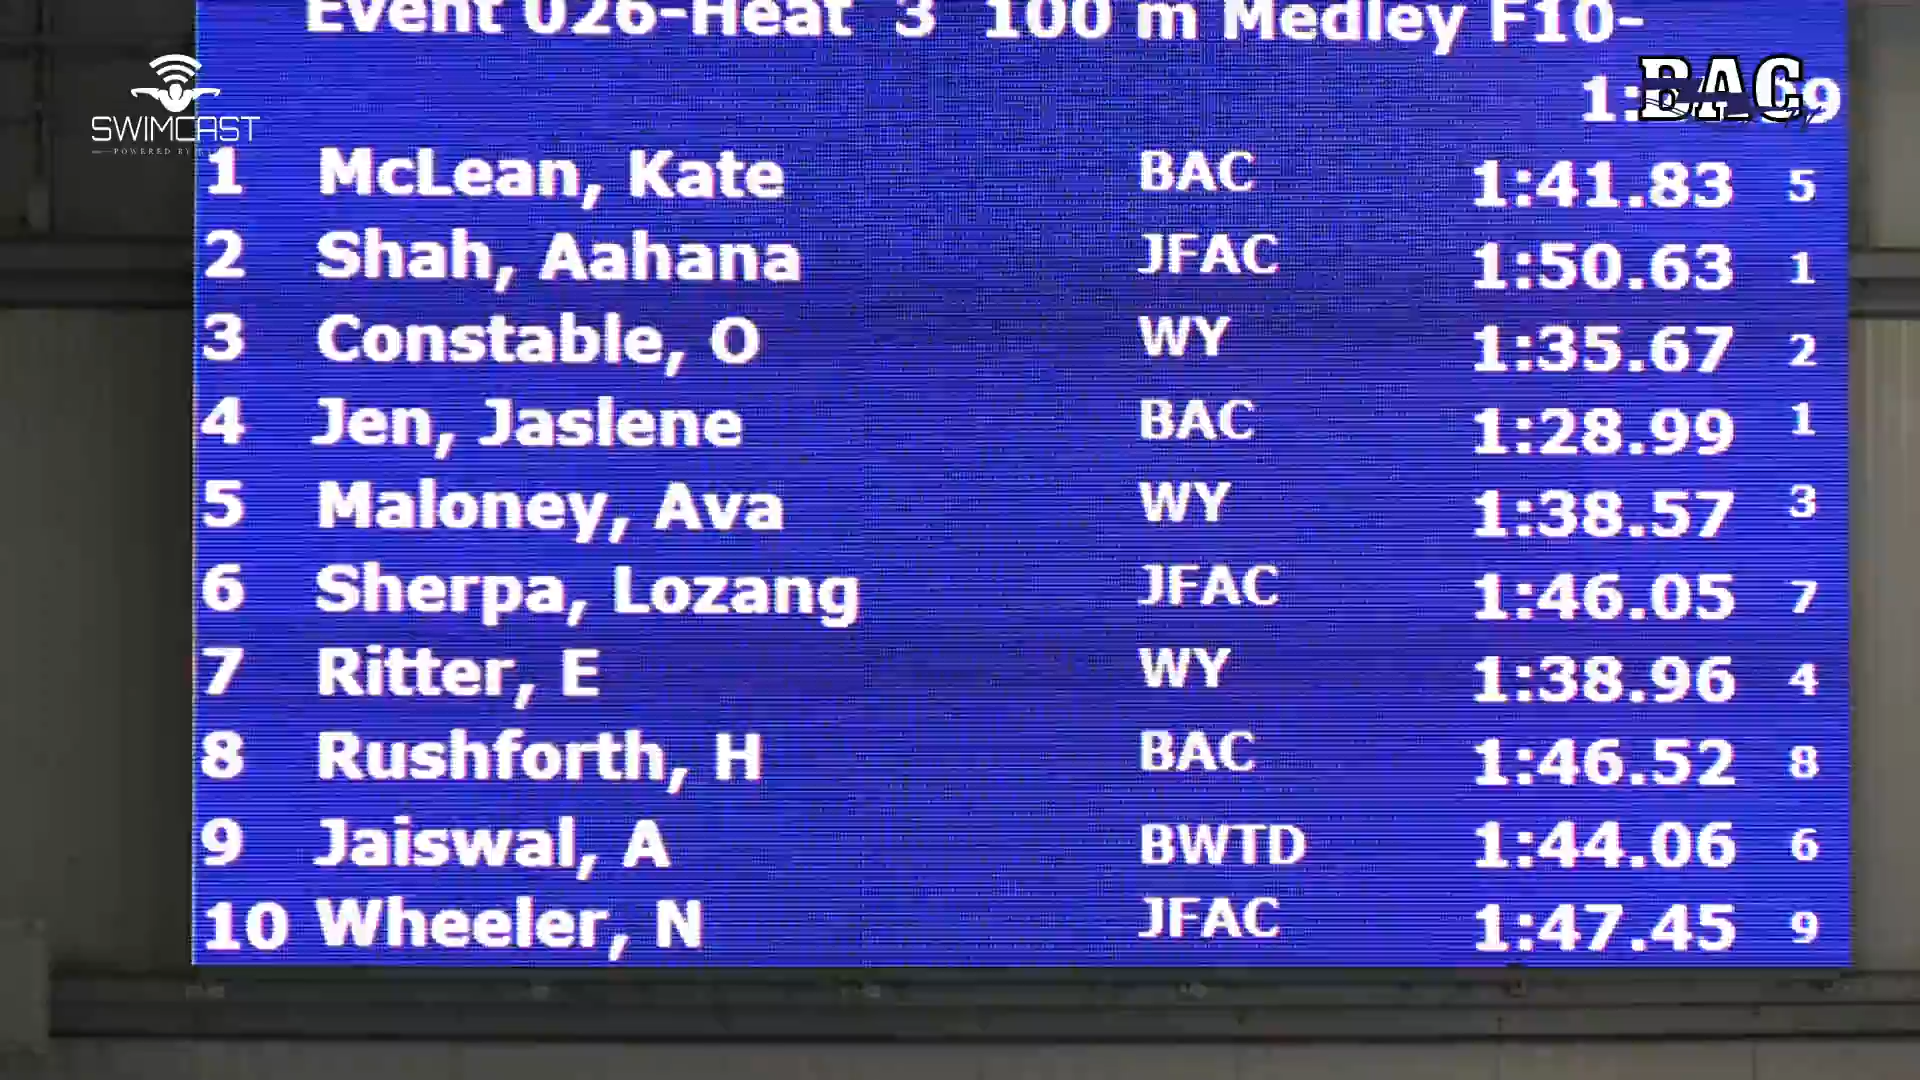 Event 026-Heat 3 100 m Medley F10-
BAC
SWIMCAST
POWERED BY
1 McLean, Kate BAC 1:41.83 5
2 Shah, Aahana JFAC 1:50.63 1
3 Constable, O WY 1:35.67 2
4 Jen, Jaslene BAC 1:28.99 1
5 Maloney, Ava WY 1:38.57 3
6 Sherpa, Lozang JFAC 1:46.05 7
7 Ritter, E WY 1:38.96 4
8 Rushforth, H BAC 1:46.52 8
9 Jaiswal, A BWTD 1:44.06 6
10 Wheeler, N JFAC 1:47.45 9